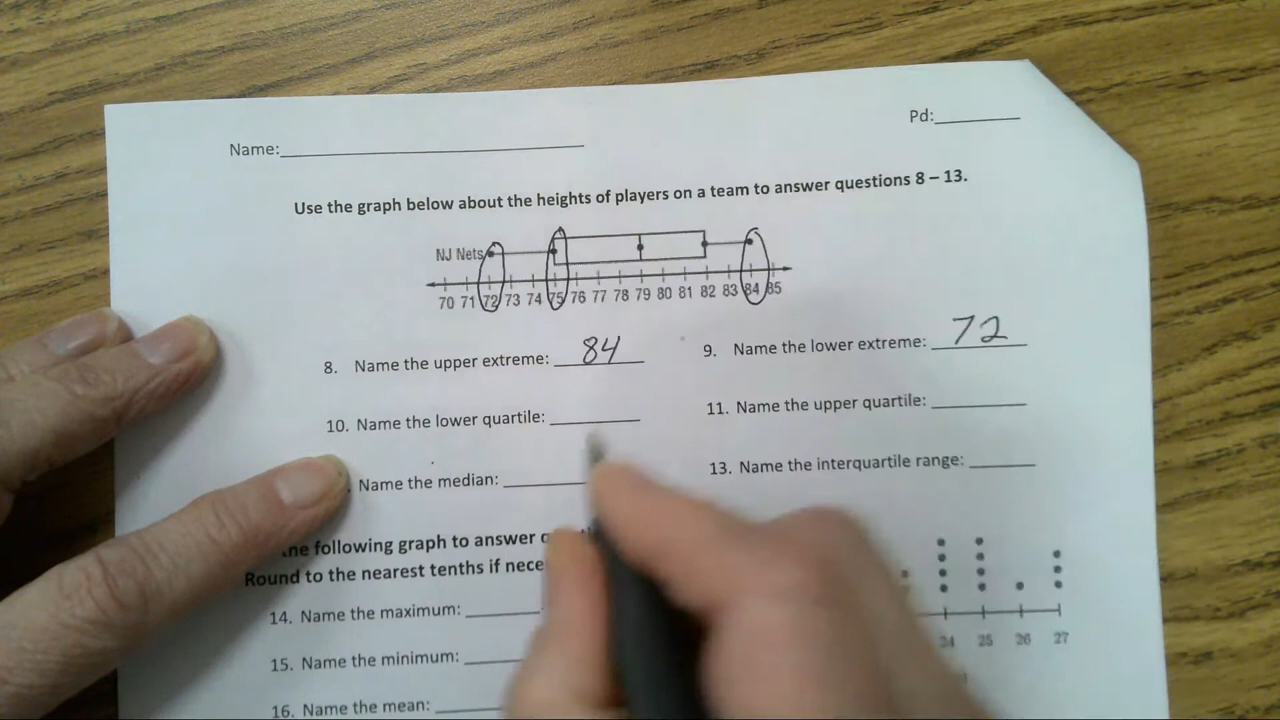 Name:
Pd:
Use the graph below about the heights of players on a team to answer questions 8 – 13.
NJ Nets
70 71 72 73 74 75 76 77 78 79 80 81 82 83 84 85
8. Name the upper extreme: 84
9. Name the lower extreme: 72
10. Name the lower quartile:
11. Name the upper quartile:
Name the median:
13. Name the interquartile range:
following graph to answer
Round to the nearest tenths if
14. Name the maximum:
15. Name the minimum:
16. Name the mean:
24 25 26 27